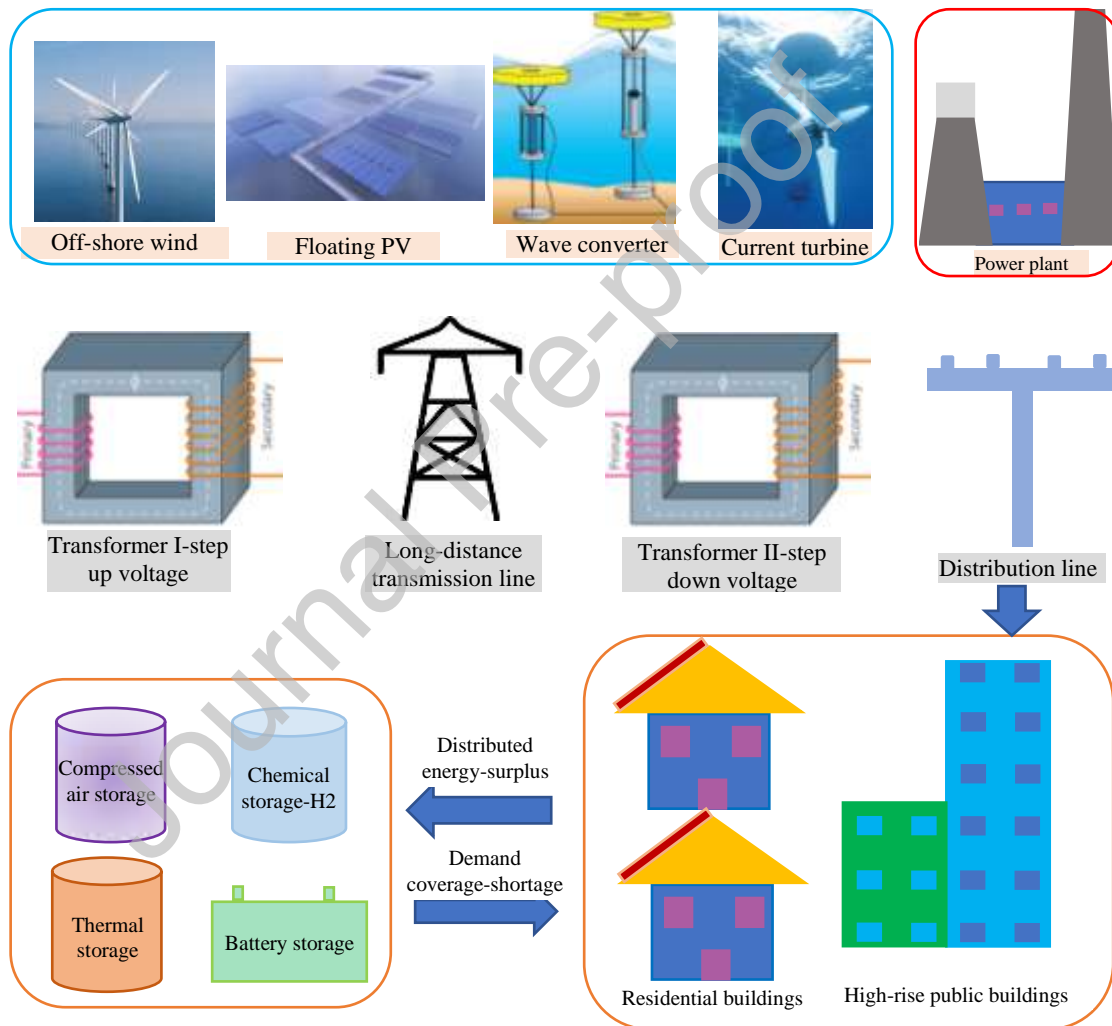 Off-shore wind
Floating PV
Wave converter
Current turbine
Power plant
Primary
Secondary
Transformer I-step
up voltage
Long-distance
transmission line
Primary
Secondary
Transformer II-step
down voltage
Distribution line
Compressed
air storage
Chemical
storage-H2
Thermal
storage
Battery storage
Distributed
energy-surplus
Demand
coverage-shortage
Residential buildings
High-rise public buildings
Journal Pre-proof